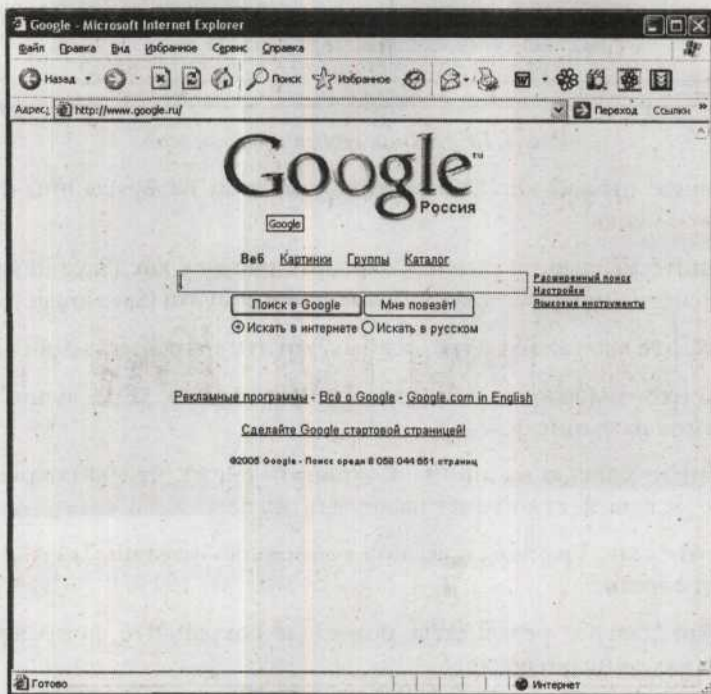 Google - Microsoft Internet Explorer
Файл Правка Вид Избранное Сервис Справка
Назад Поиск Избранное
Адрес: http://www.google.ru/ Переход Ссылки »
Google™
Россия
Google
Веб Картинки Группы Каталог
Расширенный поиск
Настройки
Языковые инструменты
Поиск в Google Мне повезёт!
Искать в интернете Искать в русском
Рекламные программы - Всё о Google - Google.com in English
Сделайте Google стартовой страницей!
©2005 Google - Поиск среди 8 058 044 651 страниц
Готово Интернет